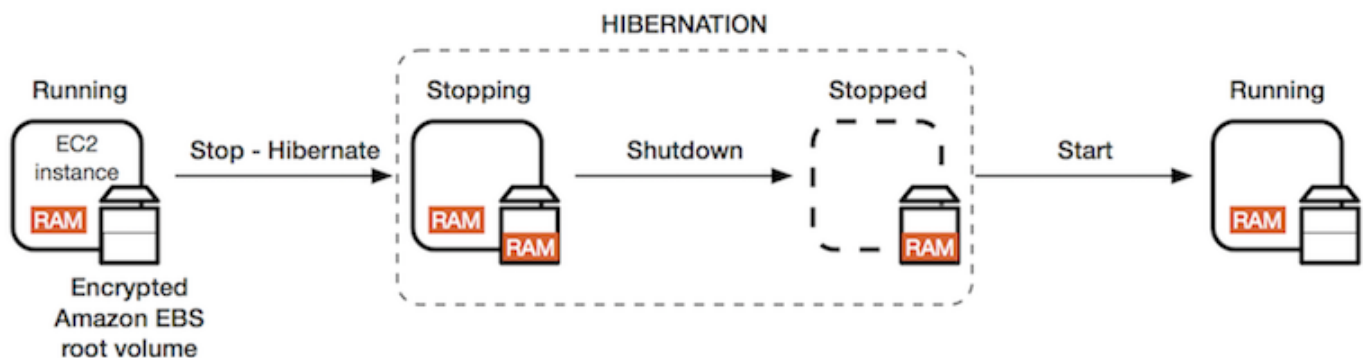 HIBERNATION
Running
Stopping
Stopped
Running
EC2
instance
RAM
Stop - Hibernate
RAM
RAM
Shutdown
RAM
Start
RAM
Encrypted
Amazon EBS
root volume